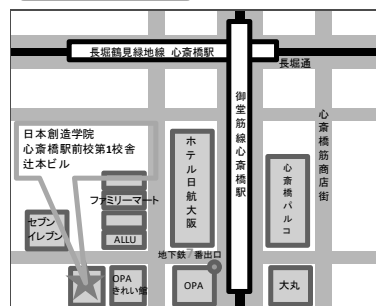 長堀鶴見緑地線 心斎橋駅
長堀通
御堂筋線心斎橋駅
心斎橋筋商店街
日本創造学院
心斎橋駅前校第1校舎
辻本ビル
ホテル日航大阪
心斎橋パルコ
ファミリーマート
セブン
イレブン
ALLU
地下鉄7番出口
OPA
きれい館
OPA
大丸